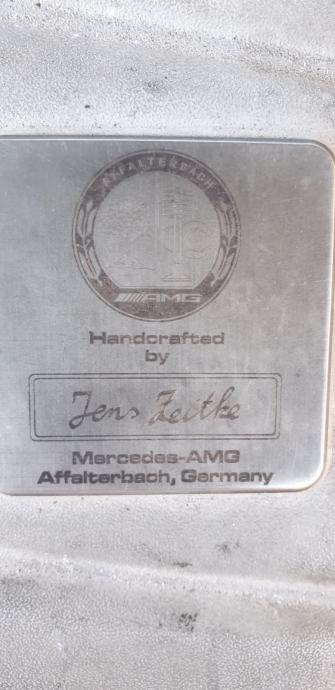 AFFALTERBACH
AMG
Handcrafted
by
Jens Zeitke
Mercedes-AMG
Affalterbach, Germany